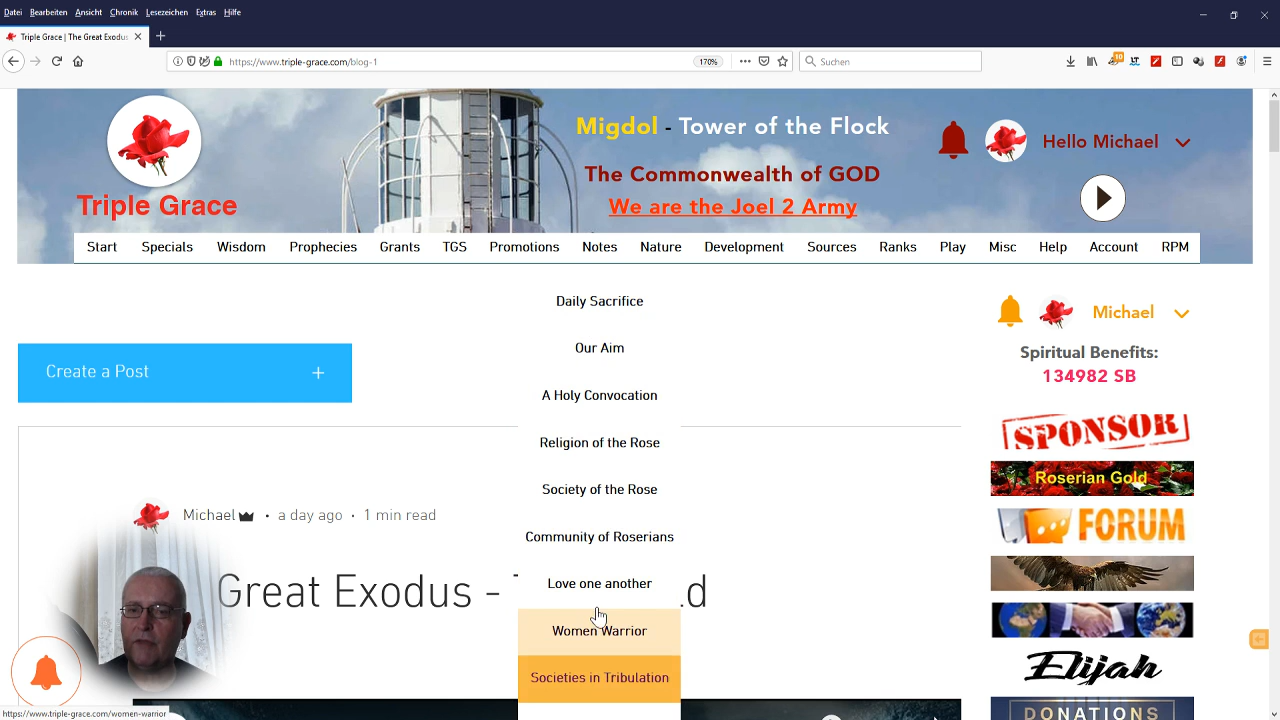 Datei Bearbeiten Ansicht Chronik Lesezeichen Extras Hilfe
Triple Grace | The Great Exodus
https://www.triple-grace.com/blog-1
170%
Suchen
10
LT
Migdol - Tower of the Flock
The Commonwealth of GOD
We are the Joel 2 Army
Triple Grace
Hello Michael
Start Specials Wisdom Prophecies Grants TGS Promotions Notes Nature Development Sources Ranks Play Misc Help Account RPM
Daily Sacrifice
Our Aim
A Holy Convocation
Religion of the Rose
Society of the Rose
Community of Roserians
Love one another
Women Warrior
Societies in Tribulation
Create a Post +
Michael • a day ago • 1 min read
Great Exodus - T d
Michael
Spiritual Benefits:
134982 SB
SPONSOR
Roserian Gold
FORUM
Elijah
DONATIONS
https://www.triple-grace.com/women-warrior